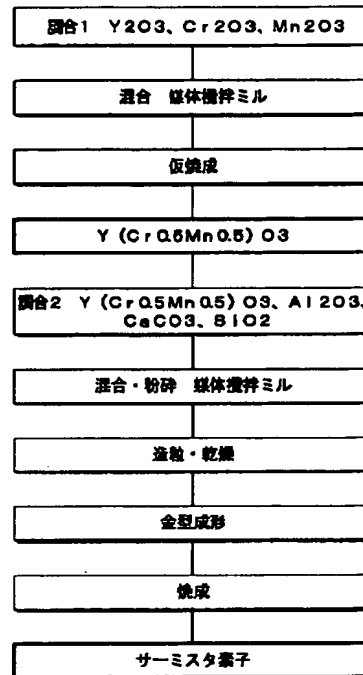 調合1 Y2O3、Cr2O3、Mn2O3
混合 媒体撹拌ミル
仮焼成
Y(Cr0.5Mn0.5)O3
調合2 Y(Cr0.5Mn0.5)O3、Al2O3、
CaCO3、SiO2
混合・粉砕 媒体撹拌ミル
造粒・乾燥
金型成形
焼成
サーミスタ素子